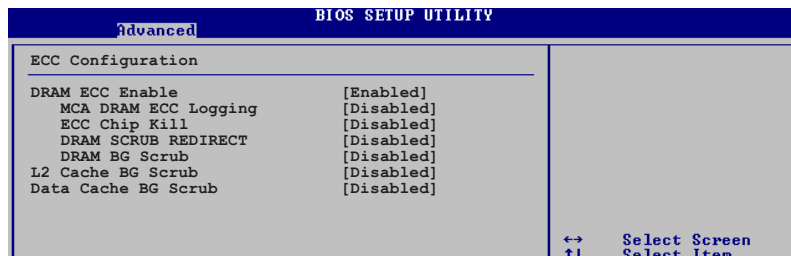 BIOS SETUP UTILITY
Advanced
ECC Configuration
DRAM ECC Enable [Enabled]
MCA DRAM ECC Logging [Disabled]
ECC Chip Kill [Disabled]
DRAM SCRUB REDIRECT [Disabled]
DRAM BG Scrub [Disabled]
L2 Cache BG Scrub [Disabled]
Data Cache BG Scrub [Disabled]
←→ Select Screen
↑↓ Select Item